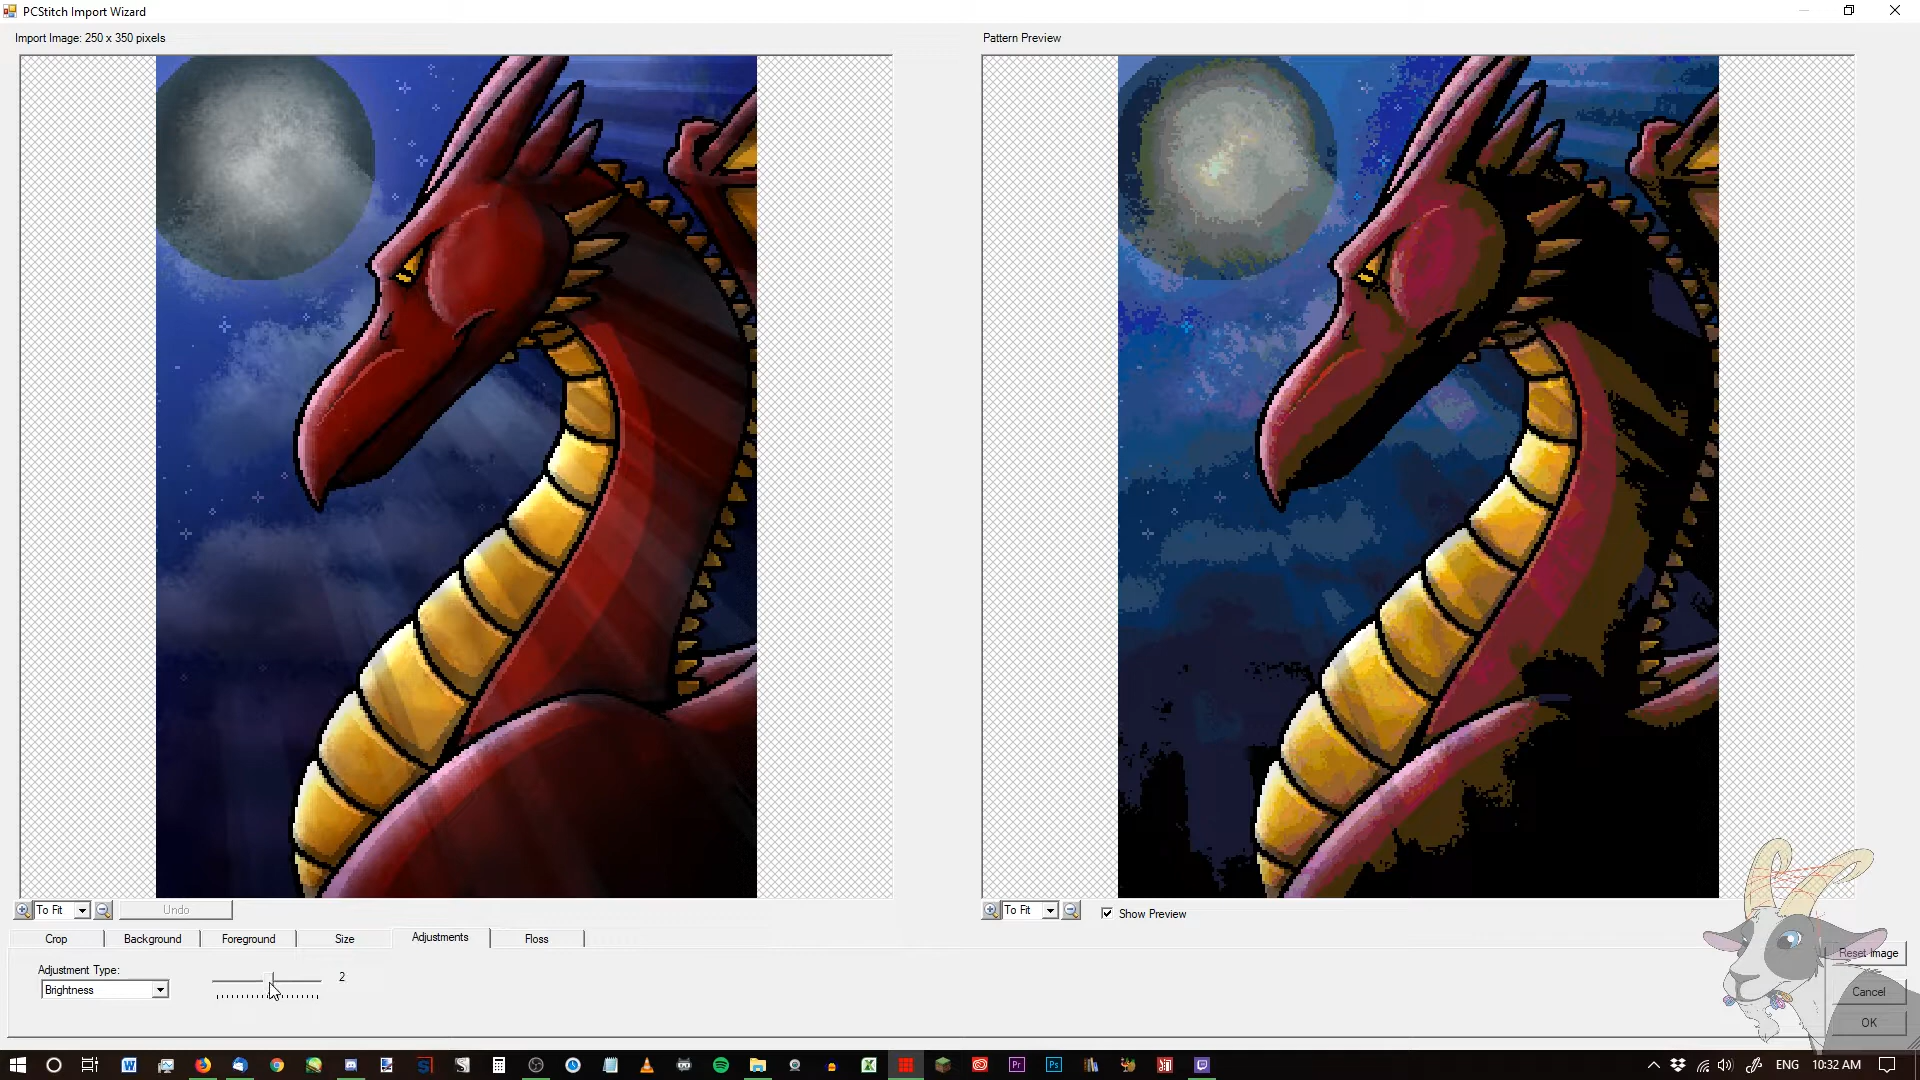 PCStitch Import Wizard
Import Image: 250 x 350 pixels
Pattern Preview
To Fit
Undo
To Fit
Show Preview
Crop
Background
Foreground
Size
Adjustments
Floss
Adjustment Type:
Brightness
2
Reset Image
Cancel
OK
ENG
10:32 AM